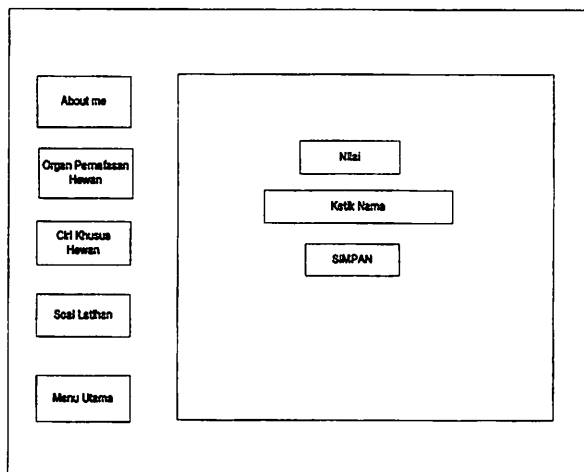 About me
Organ Pernafasan
Hewan
Ciri Khusus
Hewan
Soal Latihan
Menu Utama
Nilai
Ketik Nama
SIMPAN